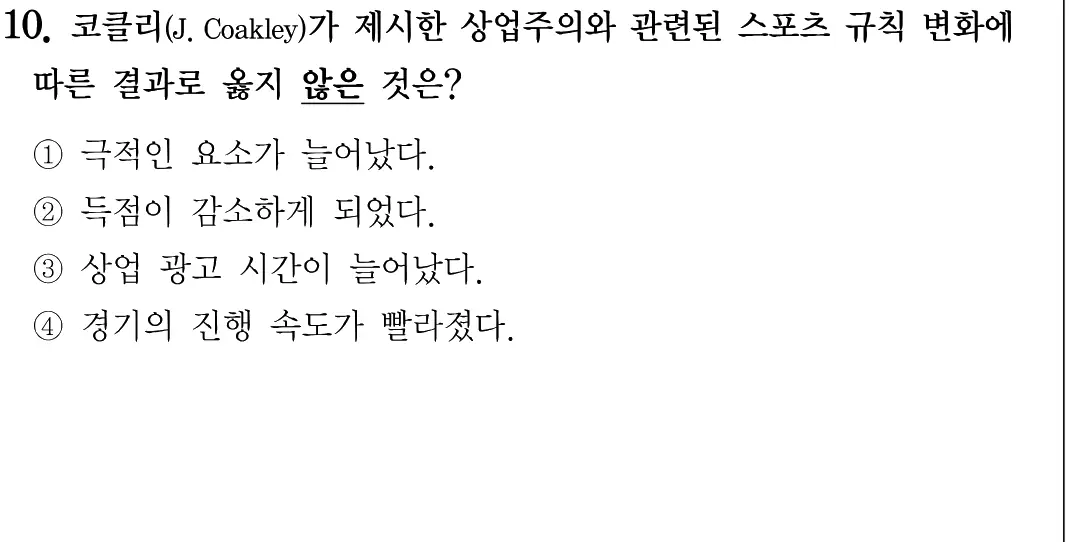 10. 코클리(J. Coakley)가 제시한 상업주의와 관련된 스포츠 규칙 변화에
따른 결과로 옳지 않은 것은?
① 극적인 요소가 늘어났다.
② 득점이 감소하게 되었다.
③ 상업 광고 시간이 늘어났다.
④ 경기의 진행 속도가 빨라졌다.